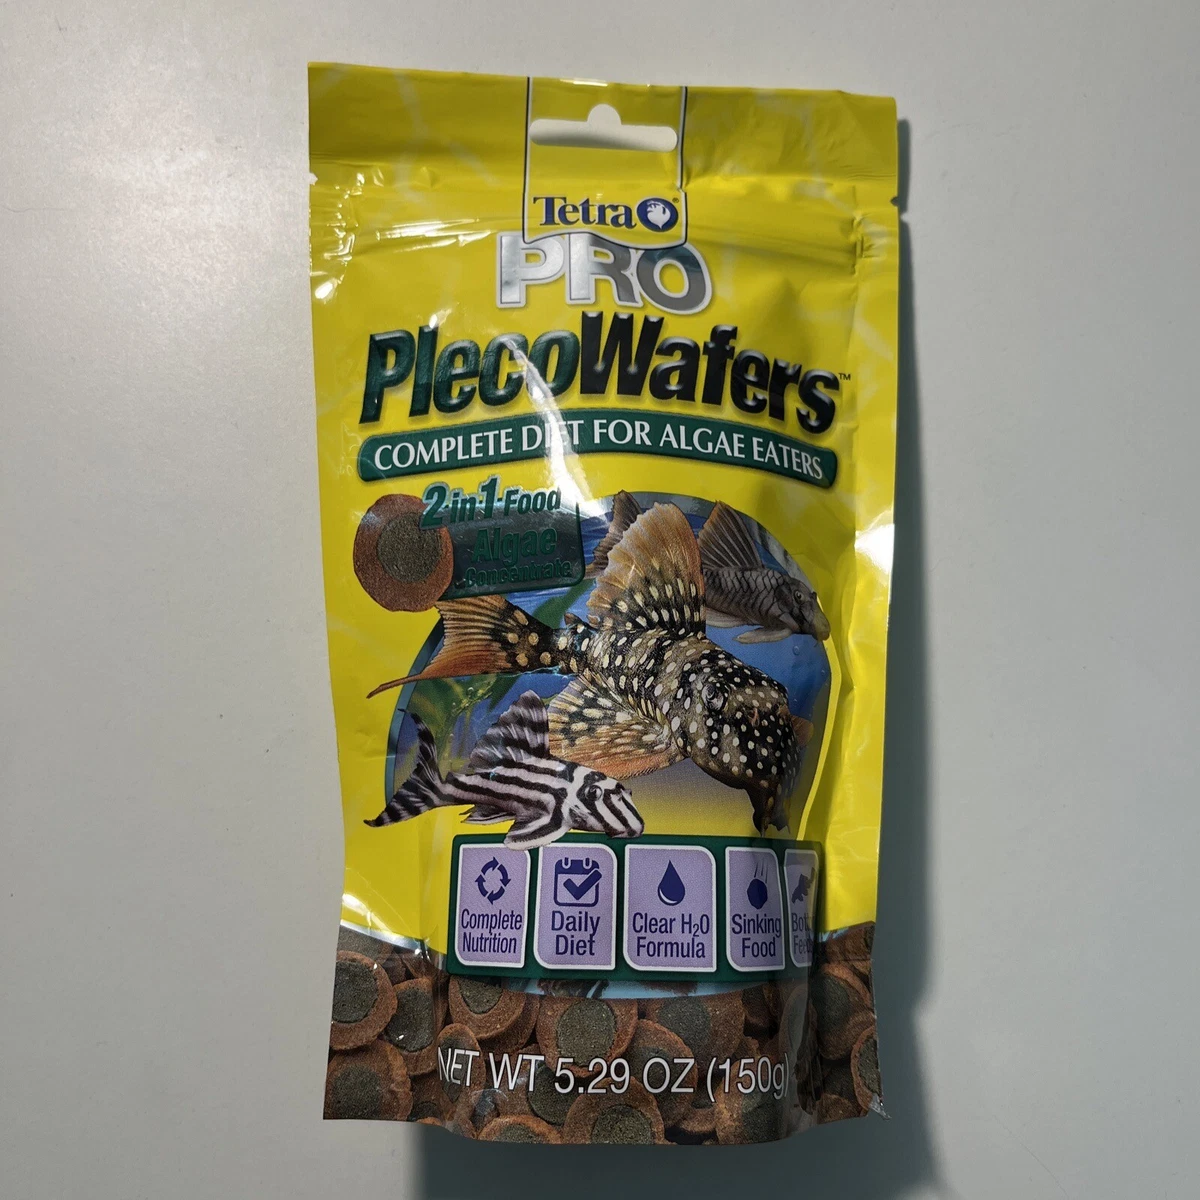 Tetra
PRO
PlecoWafers™
COMPLETE DIET FOR ALGAE EATERS
2 in 1 Food
Algae
Concentrate
Complete
Nutrition
Daily
Diet
Clear H₂O
Formula
Sinking
Food
NET WT 5.29 OZ (150g)